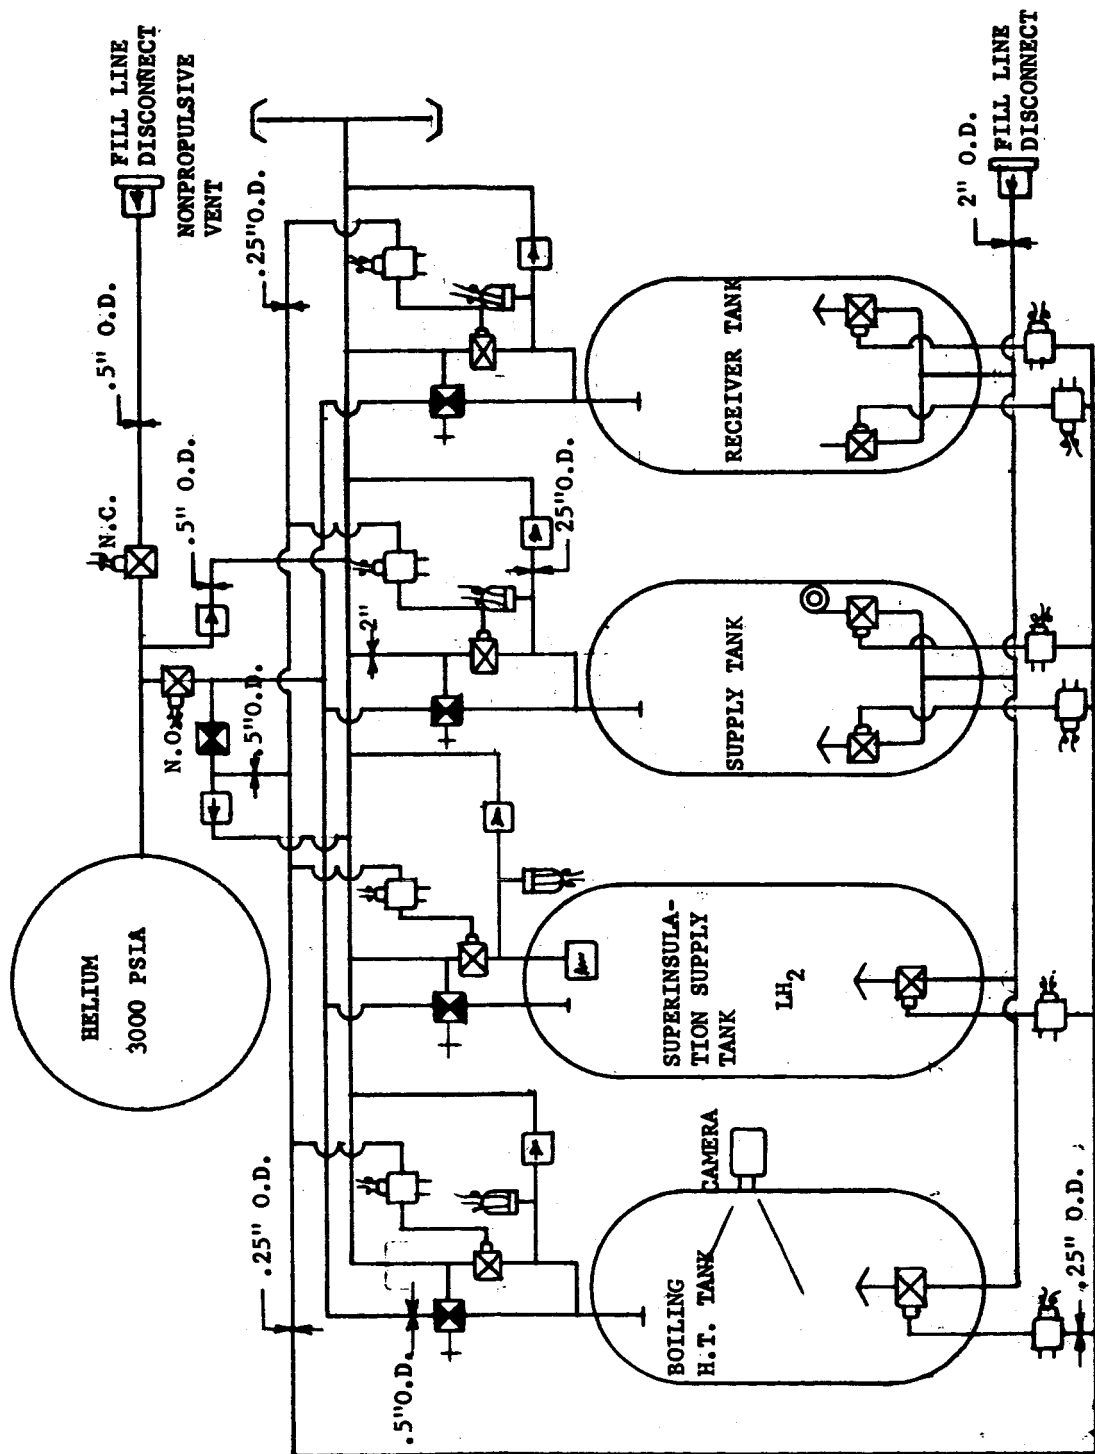 FILL LINE
DISCONNECT
NONPROPULSIVE
VENT
.5" O.D.
N.C.
.5" O.D.
.25"O.D.
N.O.
.5"O.D.
HELIUM
3000 PSIA
.25" O.D.
2"
25"O.D.
.5"O.D.
2" O.D.
FILL LINE
DISCONNECT
RECEIVER TANK
SUPPLY TANK
SUPERINSULA-
TION SUPPLY
TANK
LH2
CAMERA
BOILING
H.T. TANK
.25" O.D.